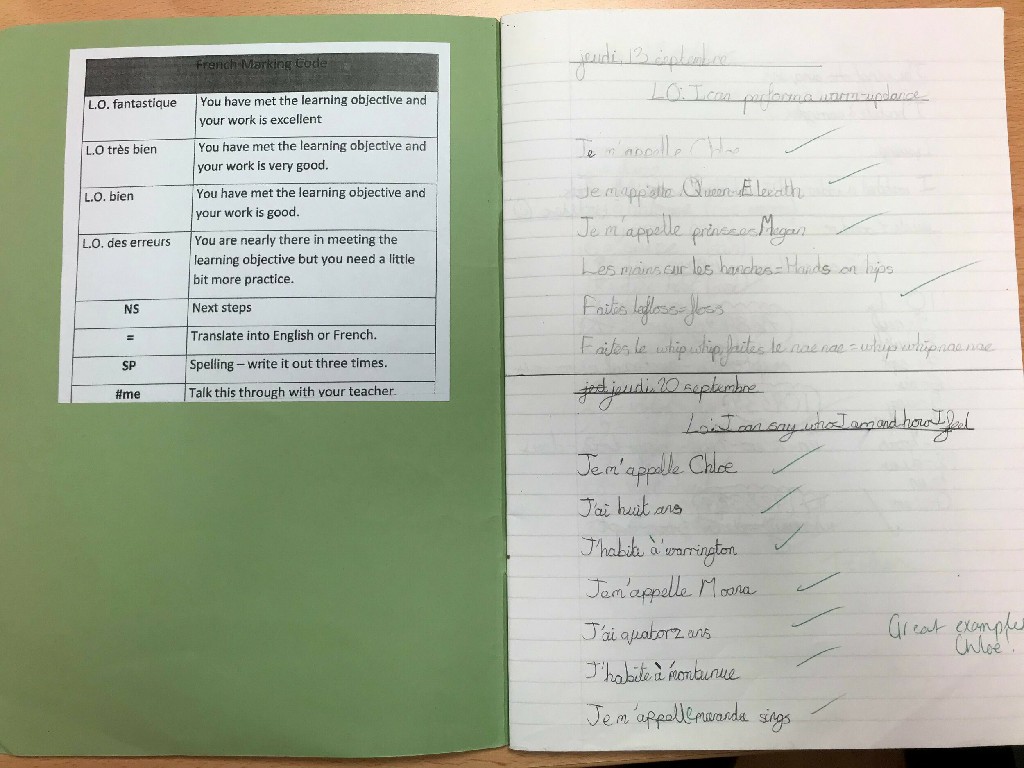 French Marking Code
L.O. fantastique
You have met the learning objective and
your work is excellent
L.O très bien
You have met the learning objective and
your work is very good.
L.O. bien
You have met the learning objective and
your work is good.
L.O. des erreurs
You are nearly there in meeting the
learning objective but you need a little
bit more practice.
NS
Next steps
=
Translate into English or French.
SP
Spelling – write it out three times.
#me
Talk this through with your teacher.
jeudi, 13 septembre
L.O. I can perform a warm-up dance
Je m'appelle Chloe
Je m'appelle Queen
Je m'appelle princess Megan
Les mains sur les hanches = Hands on hips
Faites le floss = floss
Faites le whip whip faites le nae nae = whip whip nae nae
jeudi, 20 septembre
Lo: I can say who I am and how I feel
Je m'appelle Chloe
J'ai huit ans
J'habite à warrington
Je m'appelle Moana
J'ai quatorz ans
Great example
Chloe.
J'habite à
Je m'appelle meranda sings